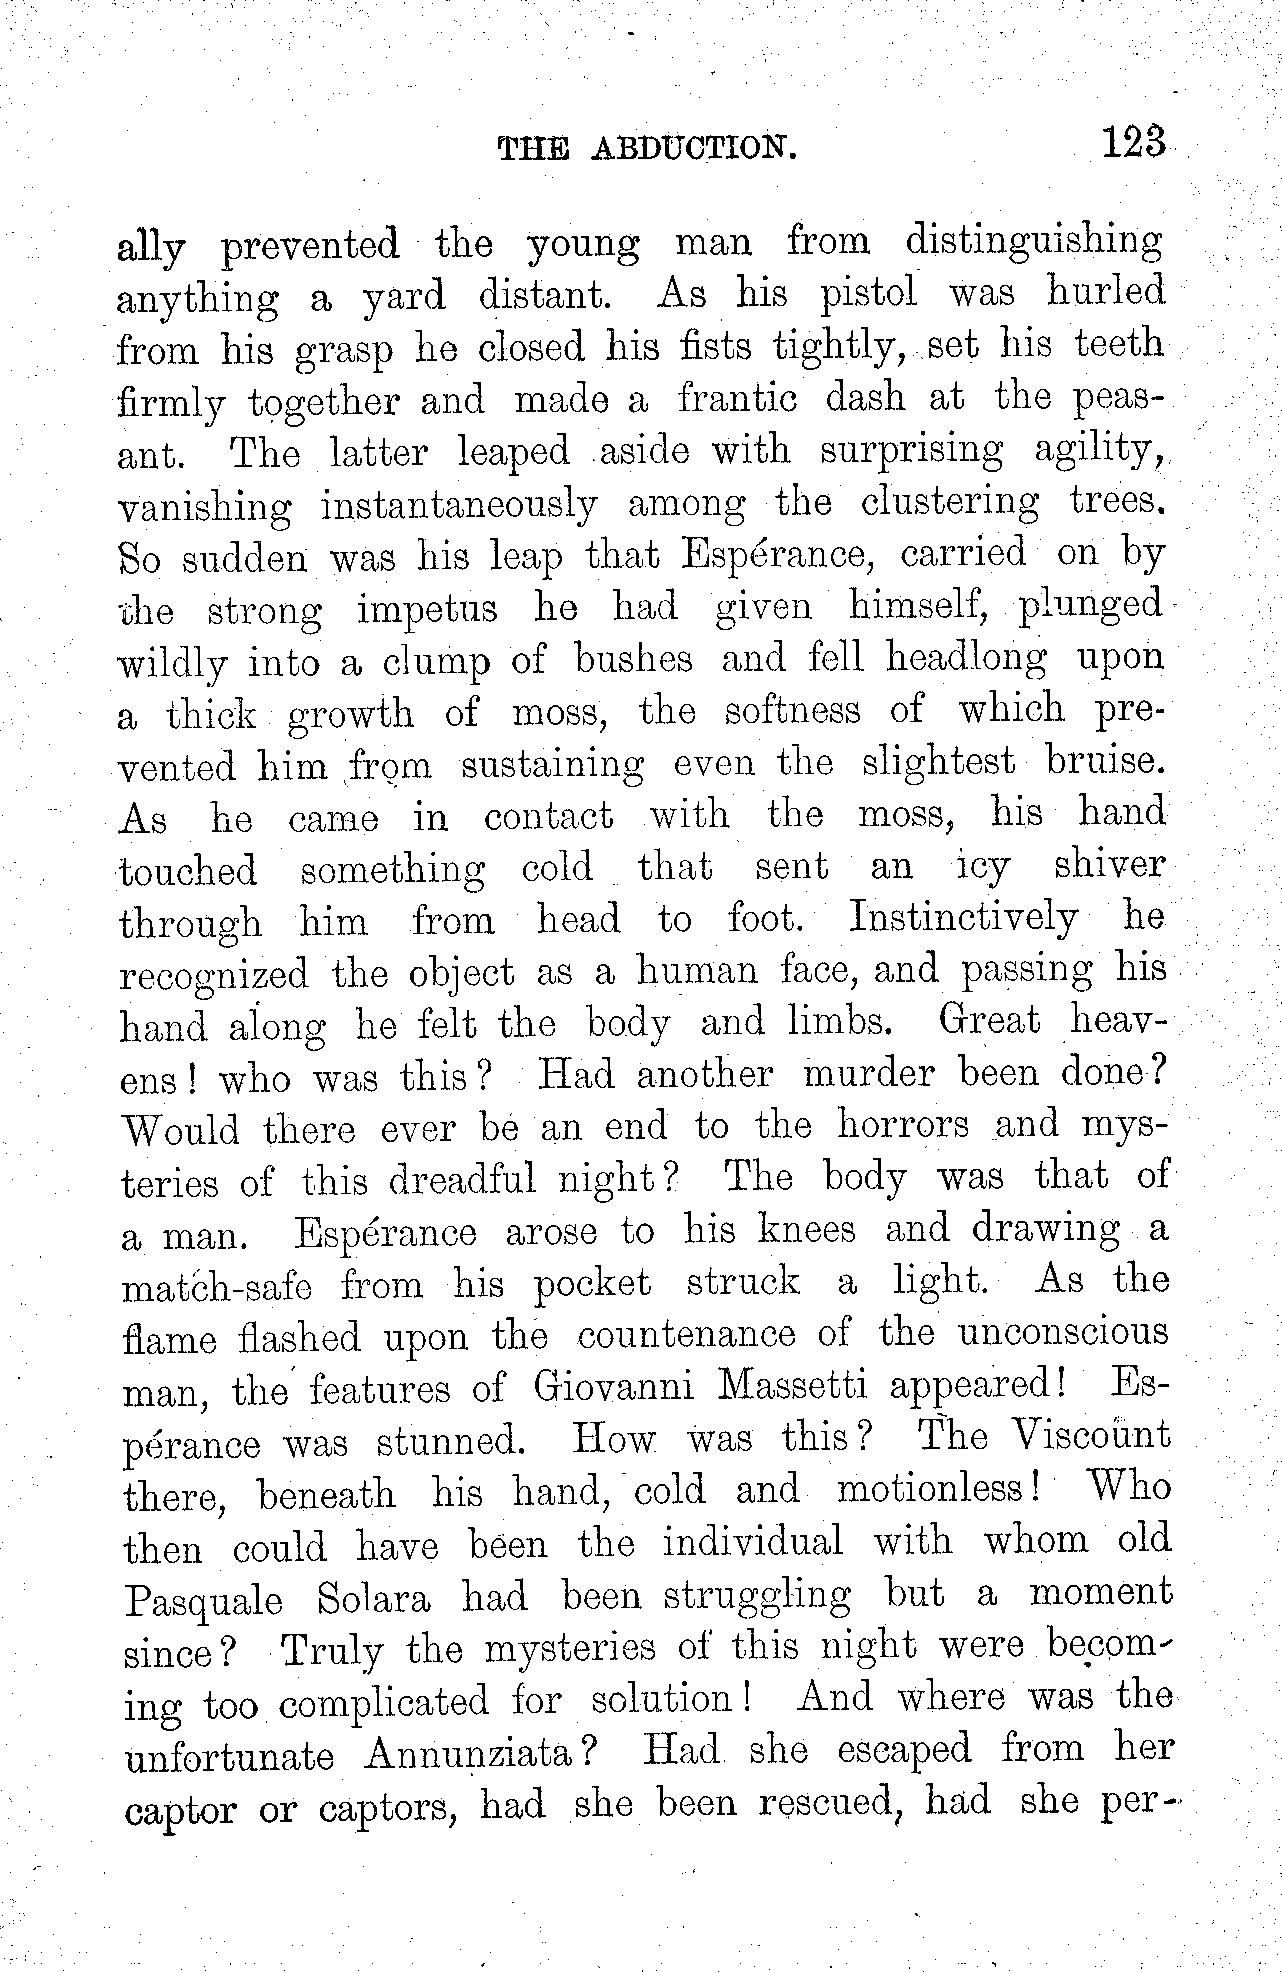 THE ABDUCTION. 123
ally prevented the young man from distinguishing
anything a yard distant. As his pistol was hurled
from his grasp he closed his fists tightly, set his teeth
firmly together and made a frantic dash at the peas-
ant. The latter leaped aside with surprising agility,
vanishing instantaneously among the clustering trees.
So sudden was his leap that Espérance, carried on by
the strong impetus he had given himself, plunged
wildly into a clump of bushes and fell headlong upon
a thick growth of moss, the softness of which pre-
vented him from sustaining even the slightest bruise.
As he came in contact with the moss, his hand
touched something cold that sent an icy shiver
through him from head to foot. Instinctively he
recognized the object as a human face, and passing his
hand along he felt the body and limbs. Great heav-
ens! who was this? Had another murder been done?
Would there ever be an end to the horrors and mys-
teries of this dreadful night? The body was that of
a man. Espérance arose to his knees and drawing a
match-safe from his pocket struck a light. As the
flame flashed upon the countenance of the unconscious
man, the features of Giovanni Massetti appeared! Es-
pérance was stunned. How was this? The Viscount
there, beneath his hand, cold and motionless! Who
then could have been the individual with whom old
Pasquale Solara had been struggling but a moment
since? Truly the mysteries of this night were becom-
ing too complicated for solution! And where was the
unfortunate Annunziata? Had she escaped from her
captor or captors, had she been rescued, had she per-